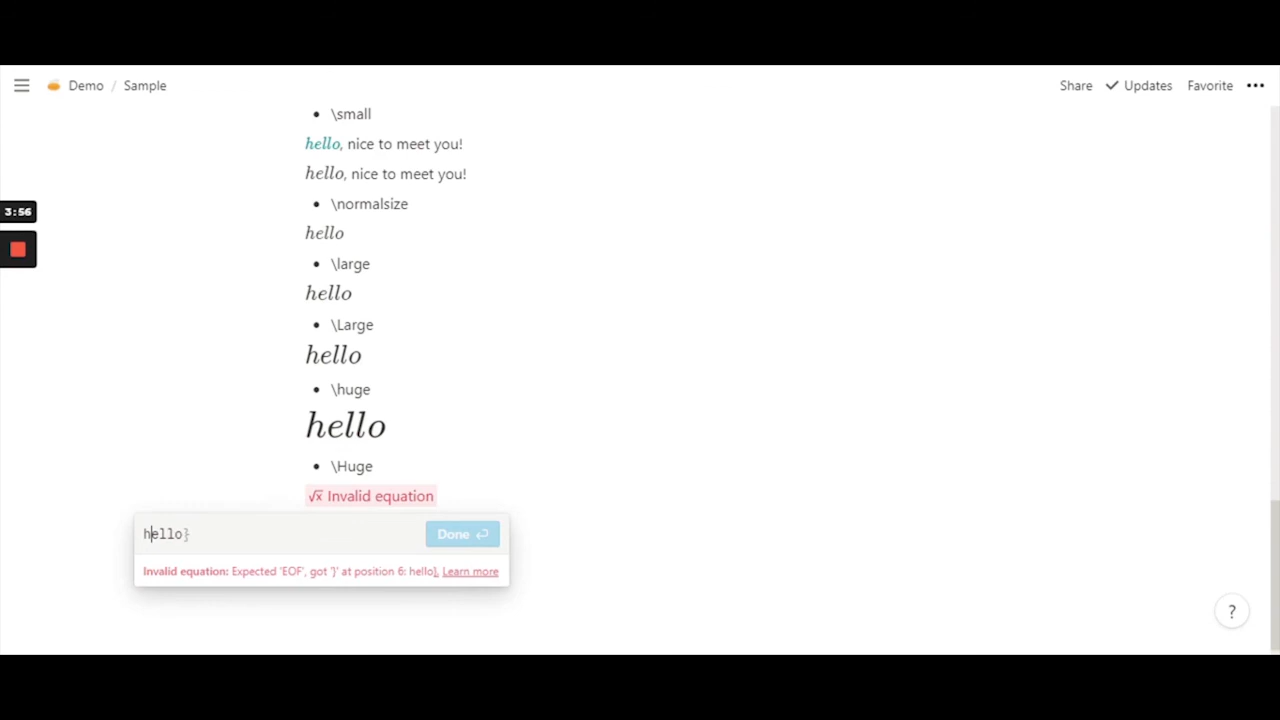 Demo / Sample
Share ✓ Updates Favorite •••
• \small
hello, nice to meet you!
hello, nice to meet you!
3:56
• \normalsize
hello
• \large
hello
• \Large
hello
• \huge
hello
• \Huge
√x Invalid equation
hello}
Done ⏎
Invalid equation: Expected 'EOF', got '}' at position 6: hello}, Learn more
?